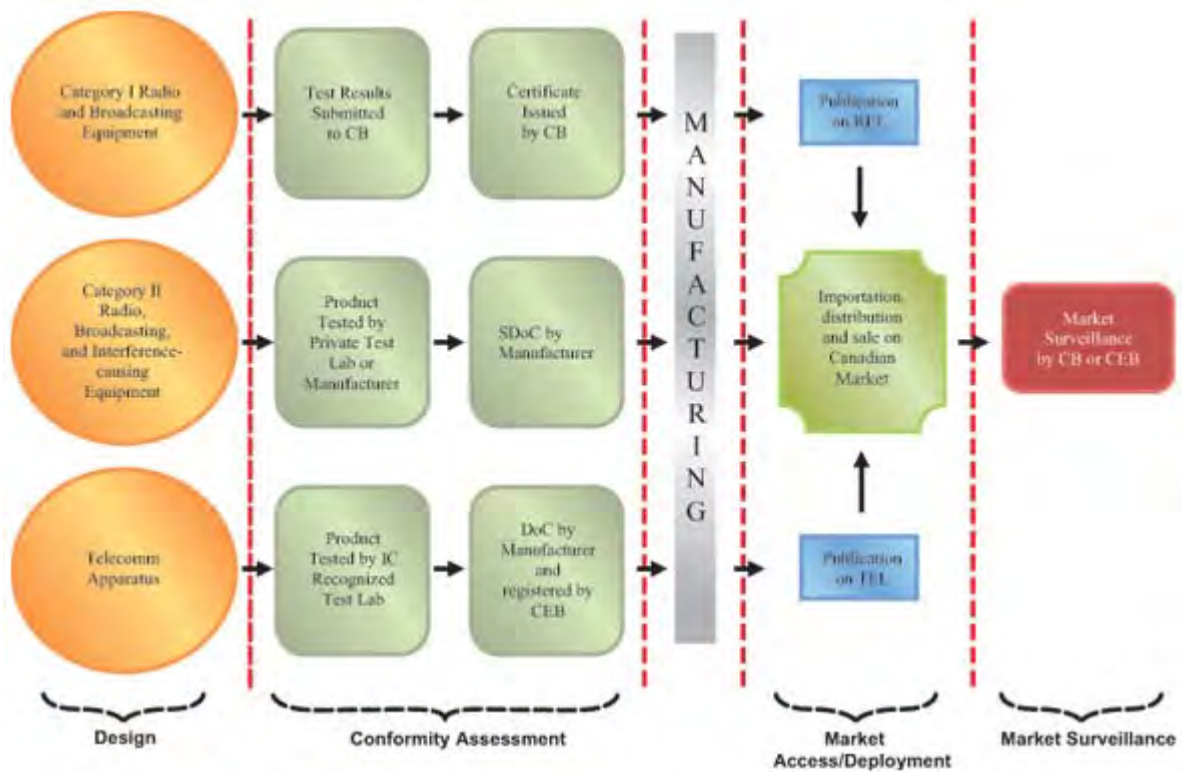 Category I Radio
and Broadcasting
Equipment
Test Results
Submitted
to CB
Certificate
Issued
by CB
Publication
on REL
Category II
Radio,
Broadcasting,
and Interference-
causing
Equipment
Product
Tested by
Private Test
Lab or
Manufacturer
SDoC by
Manufacturer
MANUFACTURING
Importation,
distribution
and sale on
Canadian
Market
Market
Surveillance
by CB or CEB
Telecomm
Apparatus
Product
Tested by IC
Recognized
Test Lab
DoC by
Manufacturer
and
registered by
CEB
Publication
on TEL
Design
Conformity Assessment
Market
Access/Deployment
Market Surveillance